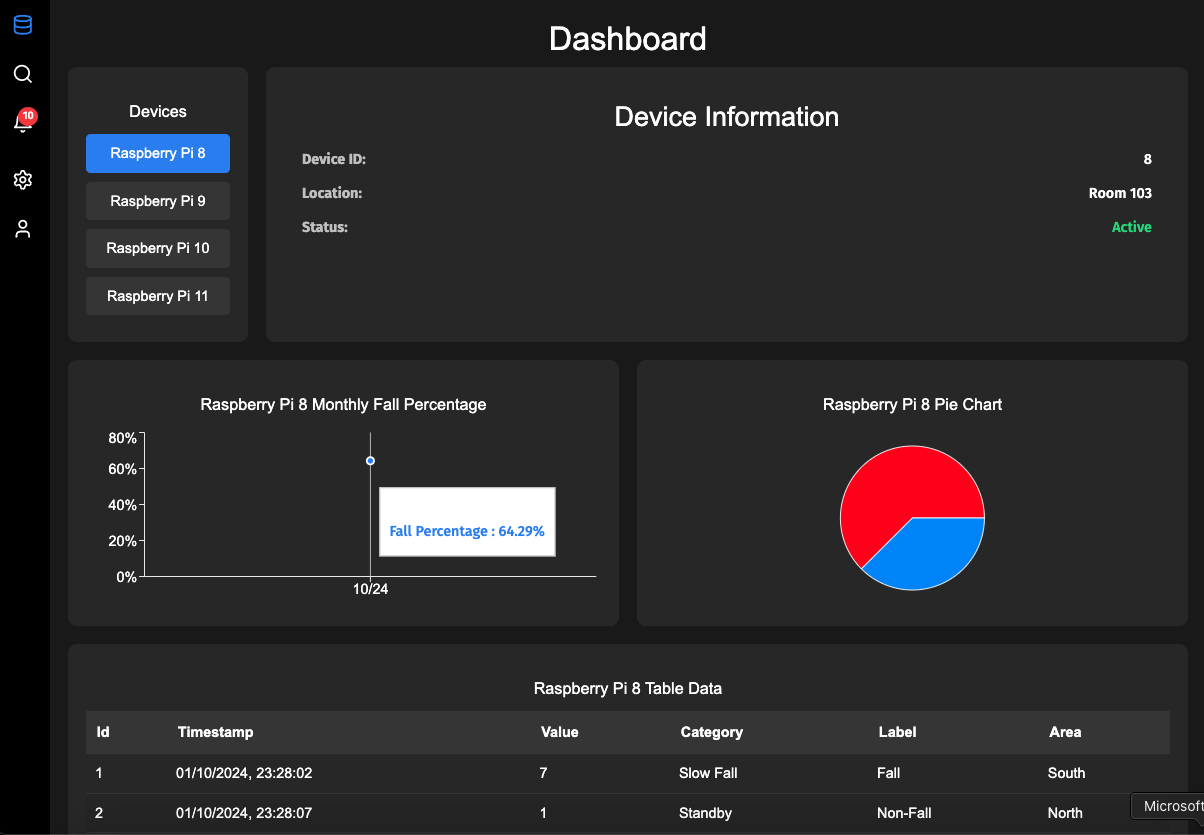 Dashboard
10
Devices
Raspberry Pi 8
Raspberry Pi 9
Raspberry Pi 10
Raspberry Pi 11
Device Information
Device ID: 8
Location: Room 103
Status: Active
Raspberry Pi 8 Monthly Fall Percentage
80%
60%
40%
20%
0%
10/24
Fall Percentage : 64.29%
Raspberry Pi 8 Pie Chart
Raspberry Pi 8 Table Data
Id Timestamp Value Category Label Area
1 01/10/2024, 23:28:02 7 Slow Fall Fall South
2 01/10/2024, 23:28:07 1 Standby Non-Fall North
Microsoft